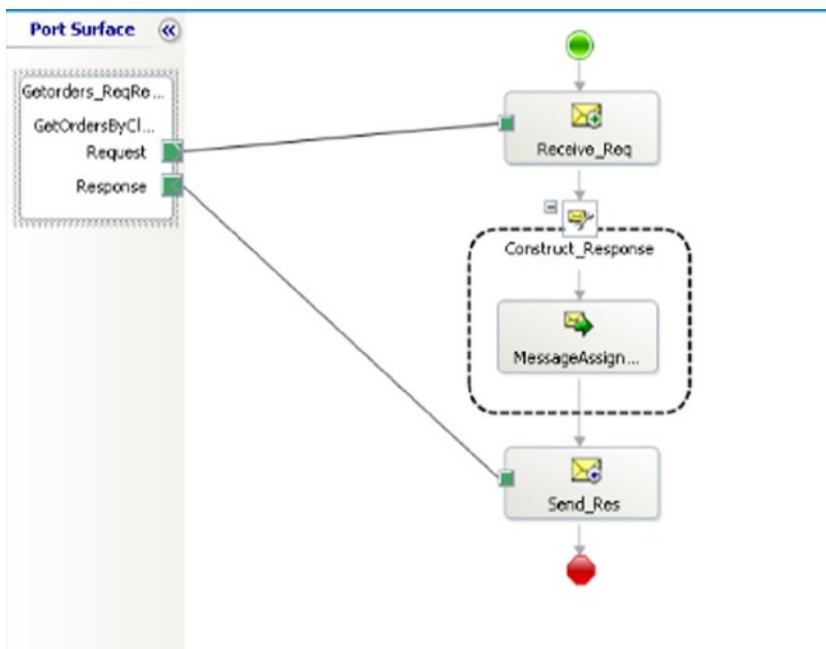 Port Surface
Getorders_ReqRe...
GetOrdersByCl...
Request
Response
Receive_Req
Construct_Response
MessageAssign...
Send_Res